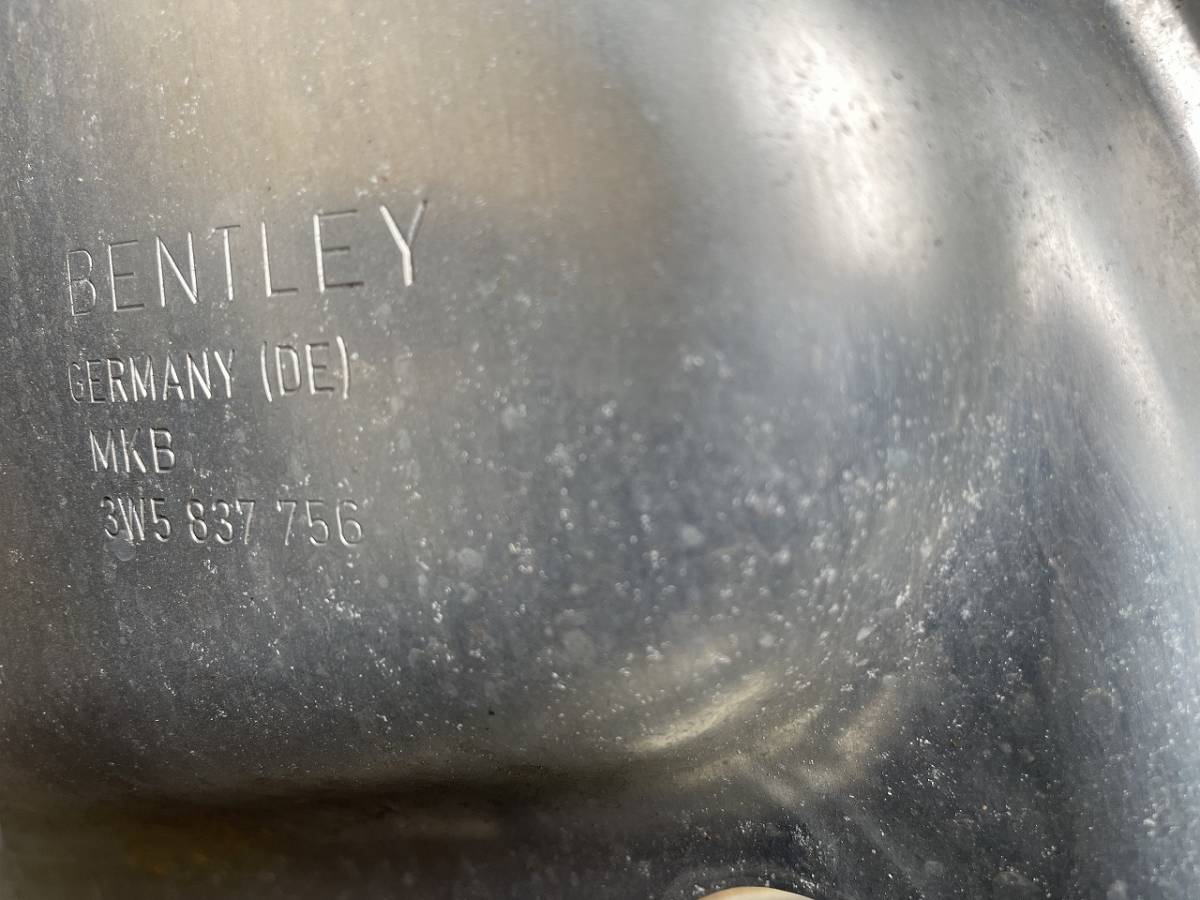 BENTLEY
GERMANY (DE)
MKB
3W5 837 756